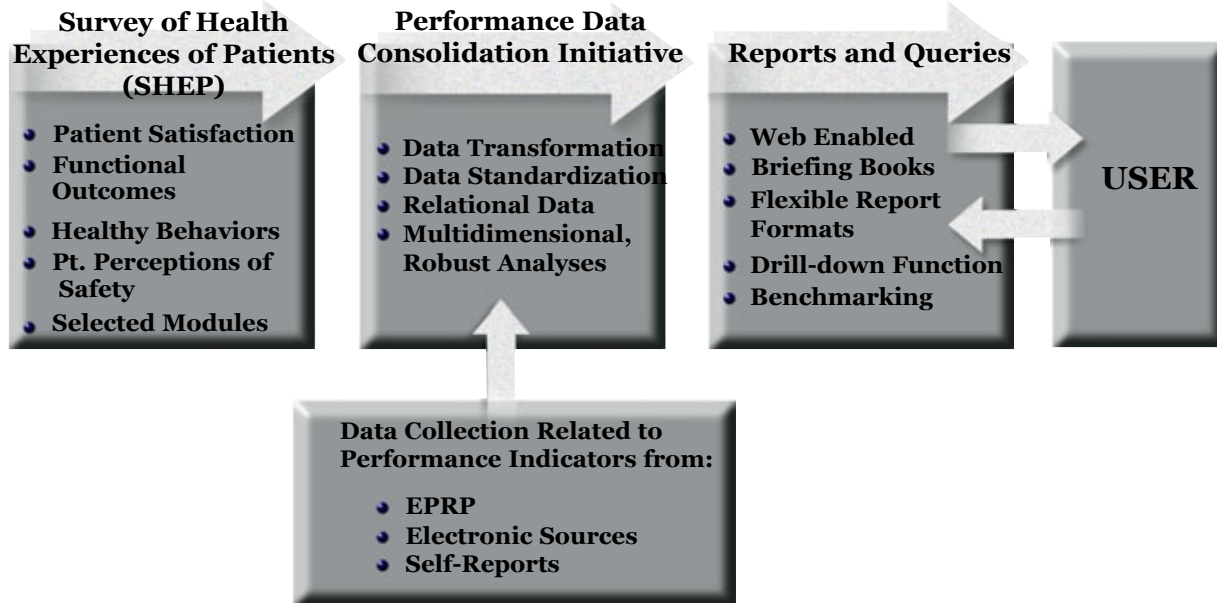 Survey of Health
Experiences of Patients
(SHEP)
Patient Satisfaction
Functional
Outcomes
Healthy Behaviors
Pt. Perceptions of
Safety
Selected Modules
Performance Data
Consolidation Initiative
Data Transformation
Data Standardization
Relational Data
Multidimensional,
Robust Analyses
Reports and Queries
Web Enabled
Briefing Books
Flexible Report
Formats
Drill-down Function
Benchmarking
USER
Data Collection Related to
Performance Indicators from:
EPRP
Electronic Sources
Self-Reports